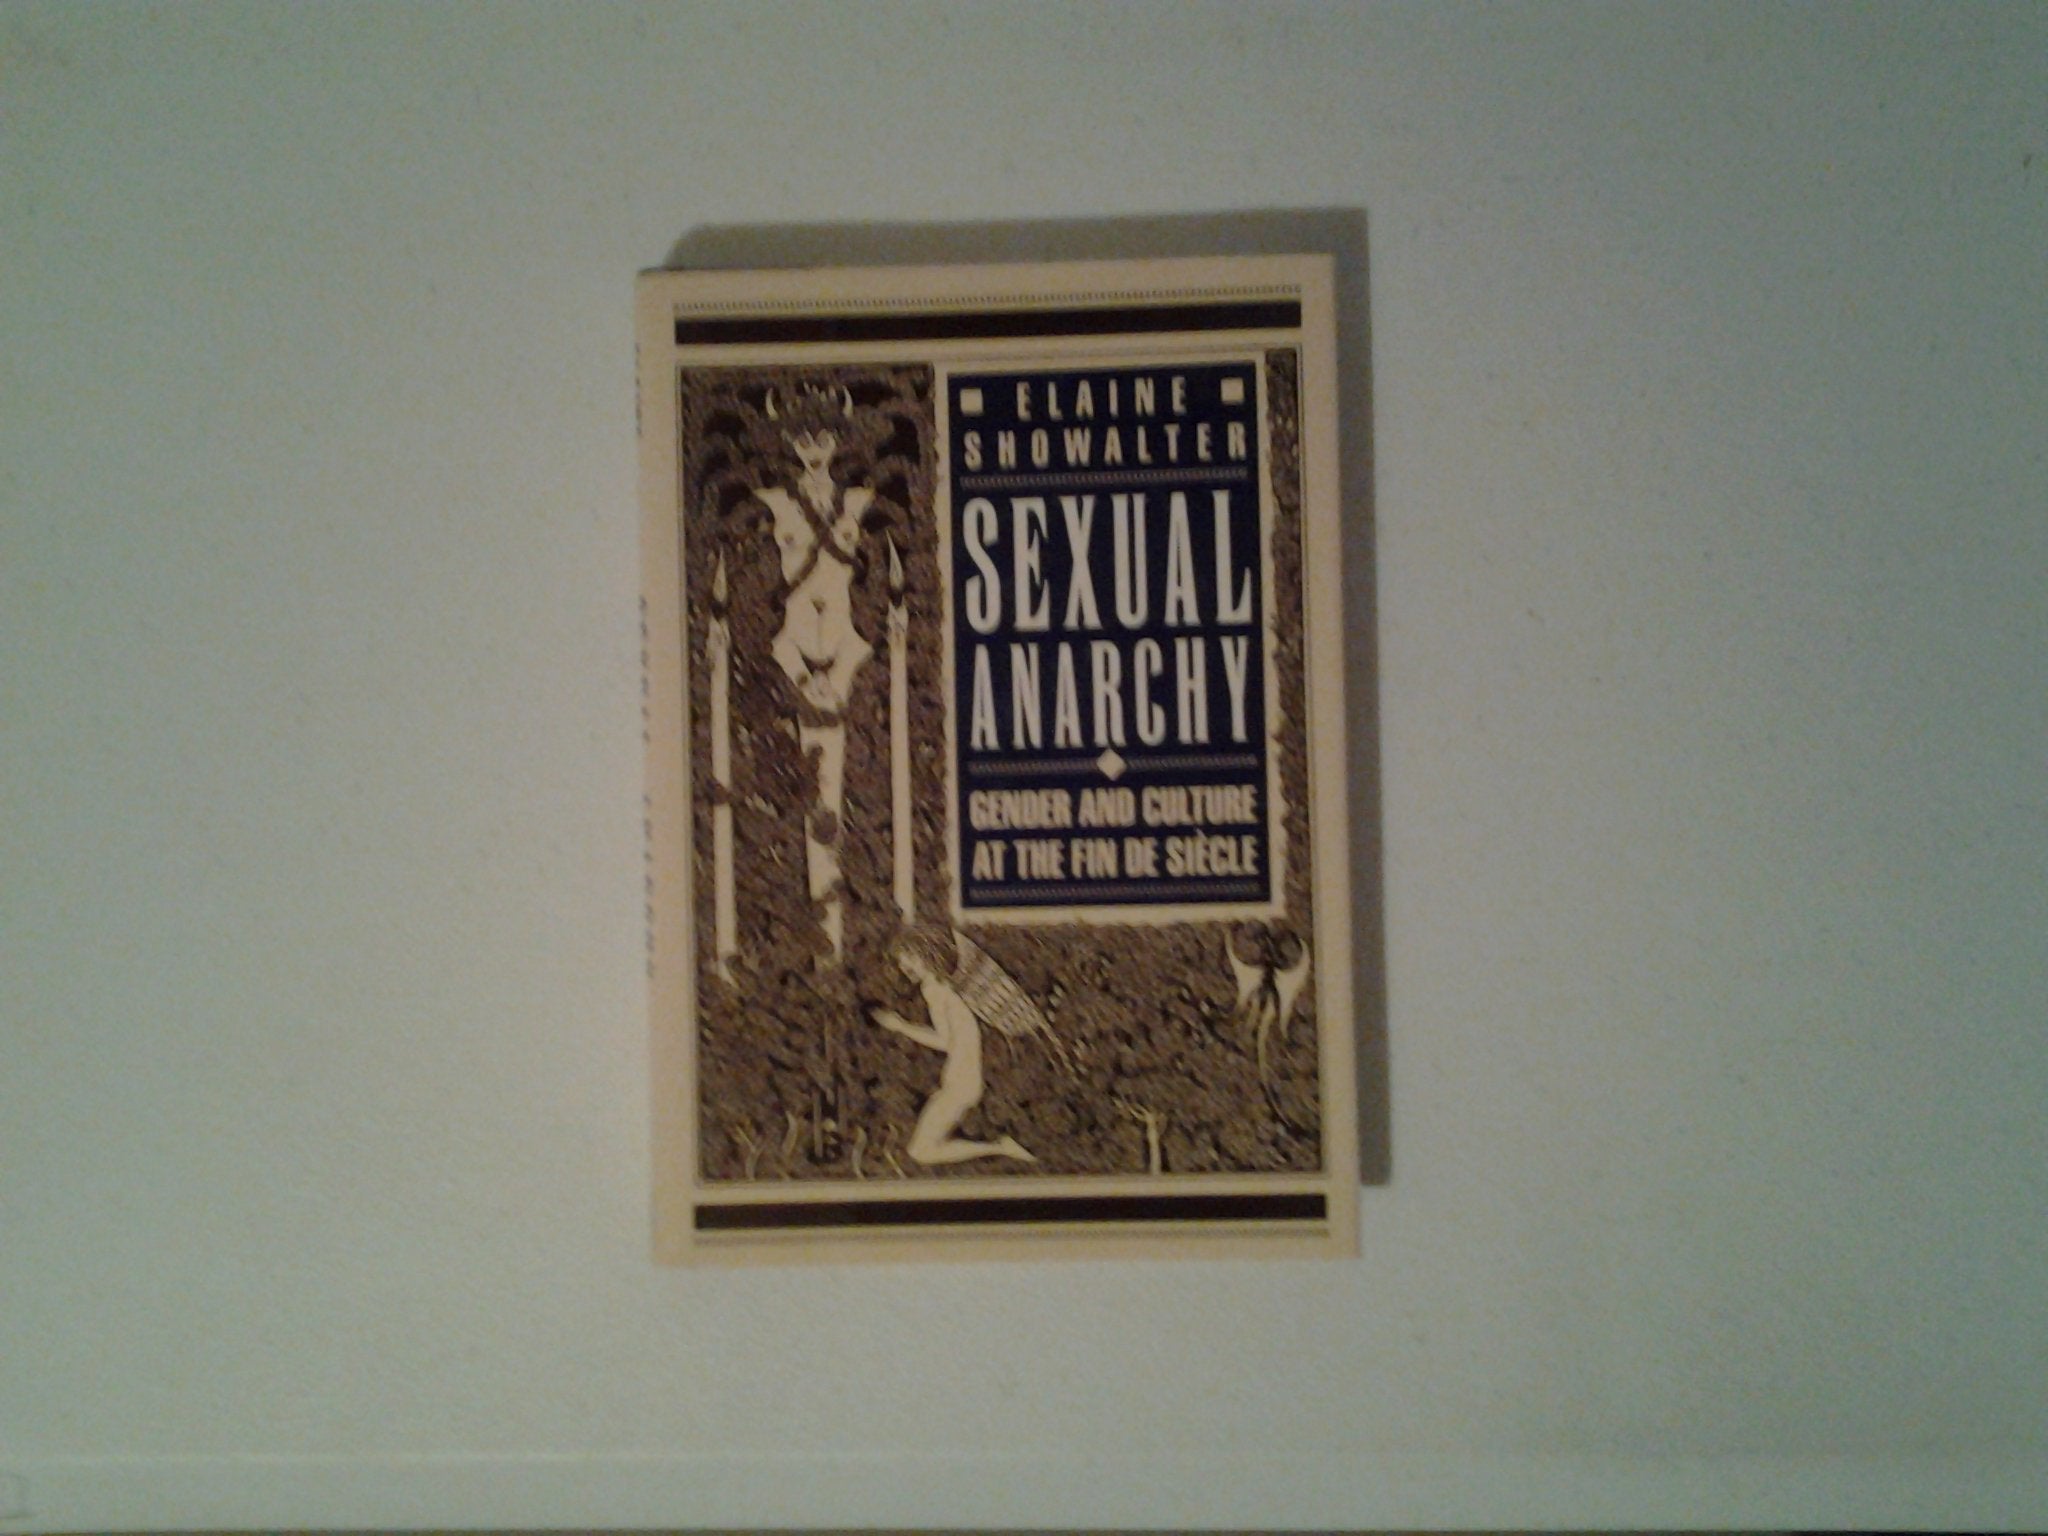 ELAINE
SHOWALTER
SEXUAL
ANARCHY
GENDER AND CULTURE
AT THE FIN DE SIÈCLE